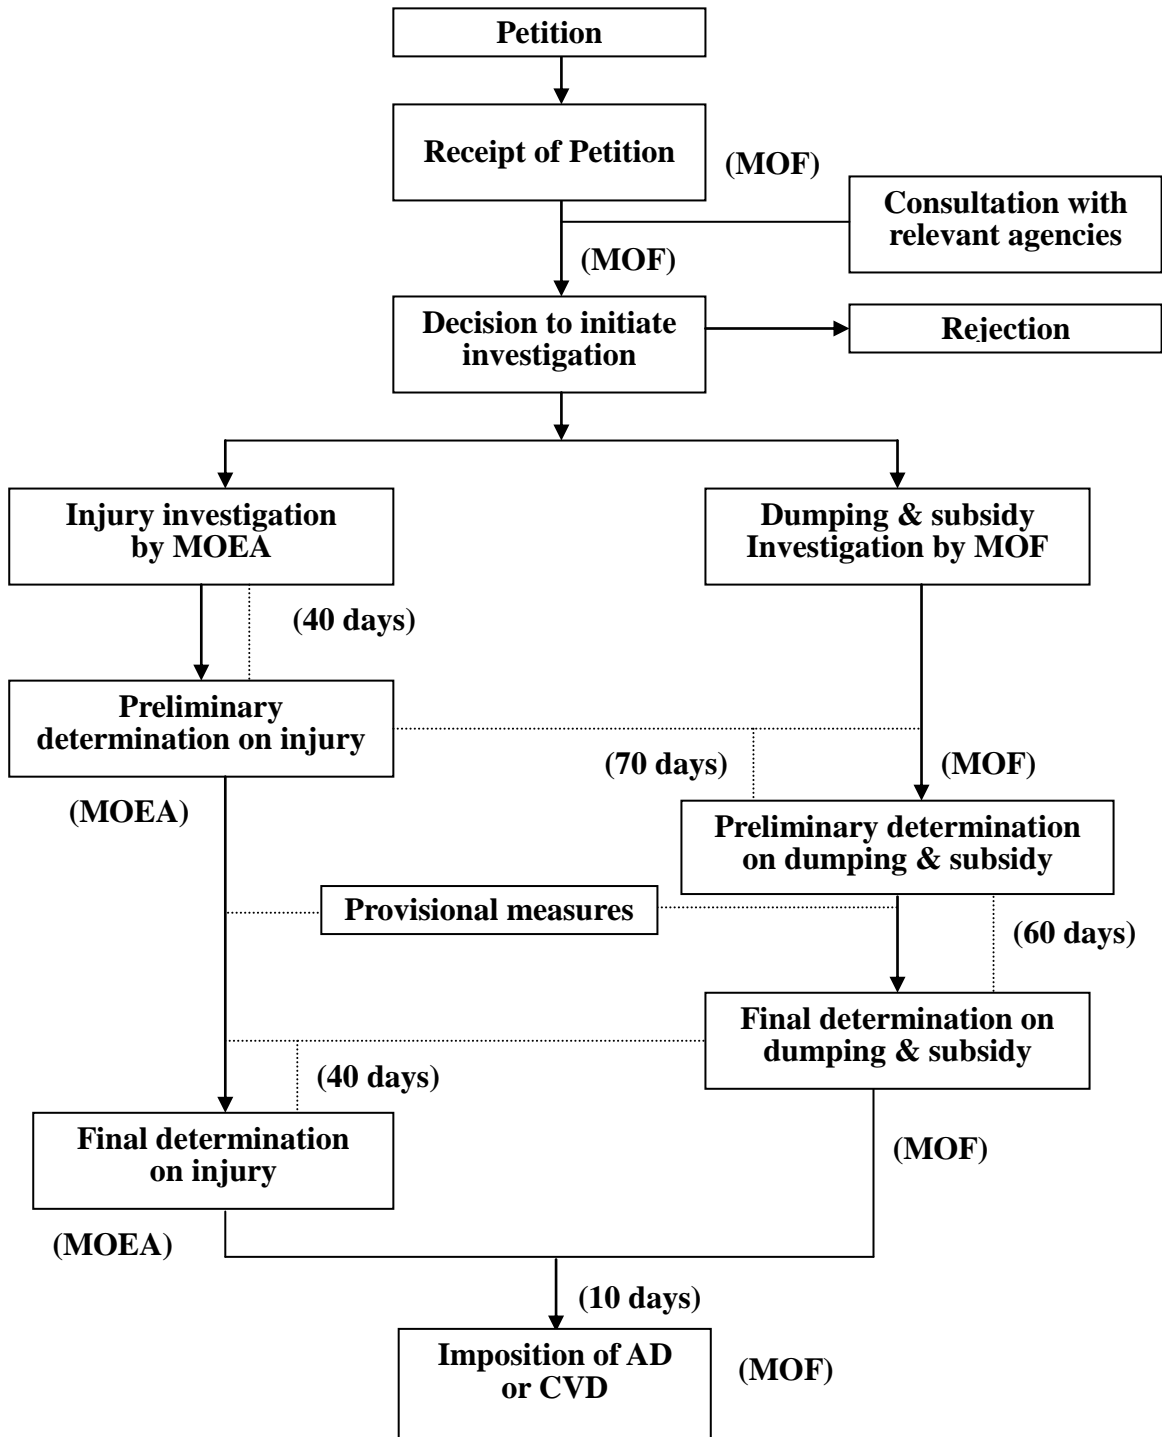 Petition
Receipt of Petition
(MOF)
Consultation with
relevant agencies
(MOF)
Decision to initiate
investigation
Rejection
Injury investigation
by MOEA
Dumping & subsidy
Investigation by MOF
(40 days)
Preliminary
determination on injury
(70 days)
(MOF)
(MOEA)
Preliminary determination
on dumping & subsidy
Provisional measures
(60 days)
Final determination on
dumping & subsidy
(40 days)
Final determination
on injury
(MOF)
(MOEA)
(10 days)
Imposition of AD
or CVD
(MOF)